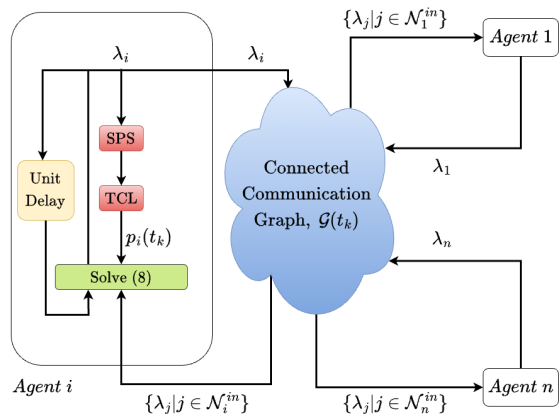 {λ_j|j ∈ 𝒩_1^{in}}
Agent 1
λ_i
λ_i
SPS
TCL
Unit
Delay
p_i(t_k)
Solve (8)
Connected
Communication
Graph, 𝒢(t_k)
λ_1
λ_n
Agent i
{λ_j|j ∈ 𝒩_i^{in}}
{λ_j|j ∈ 𝒩_n^{in}}
Agent n